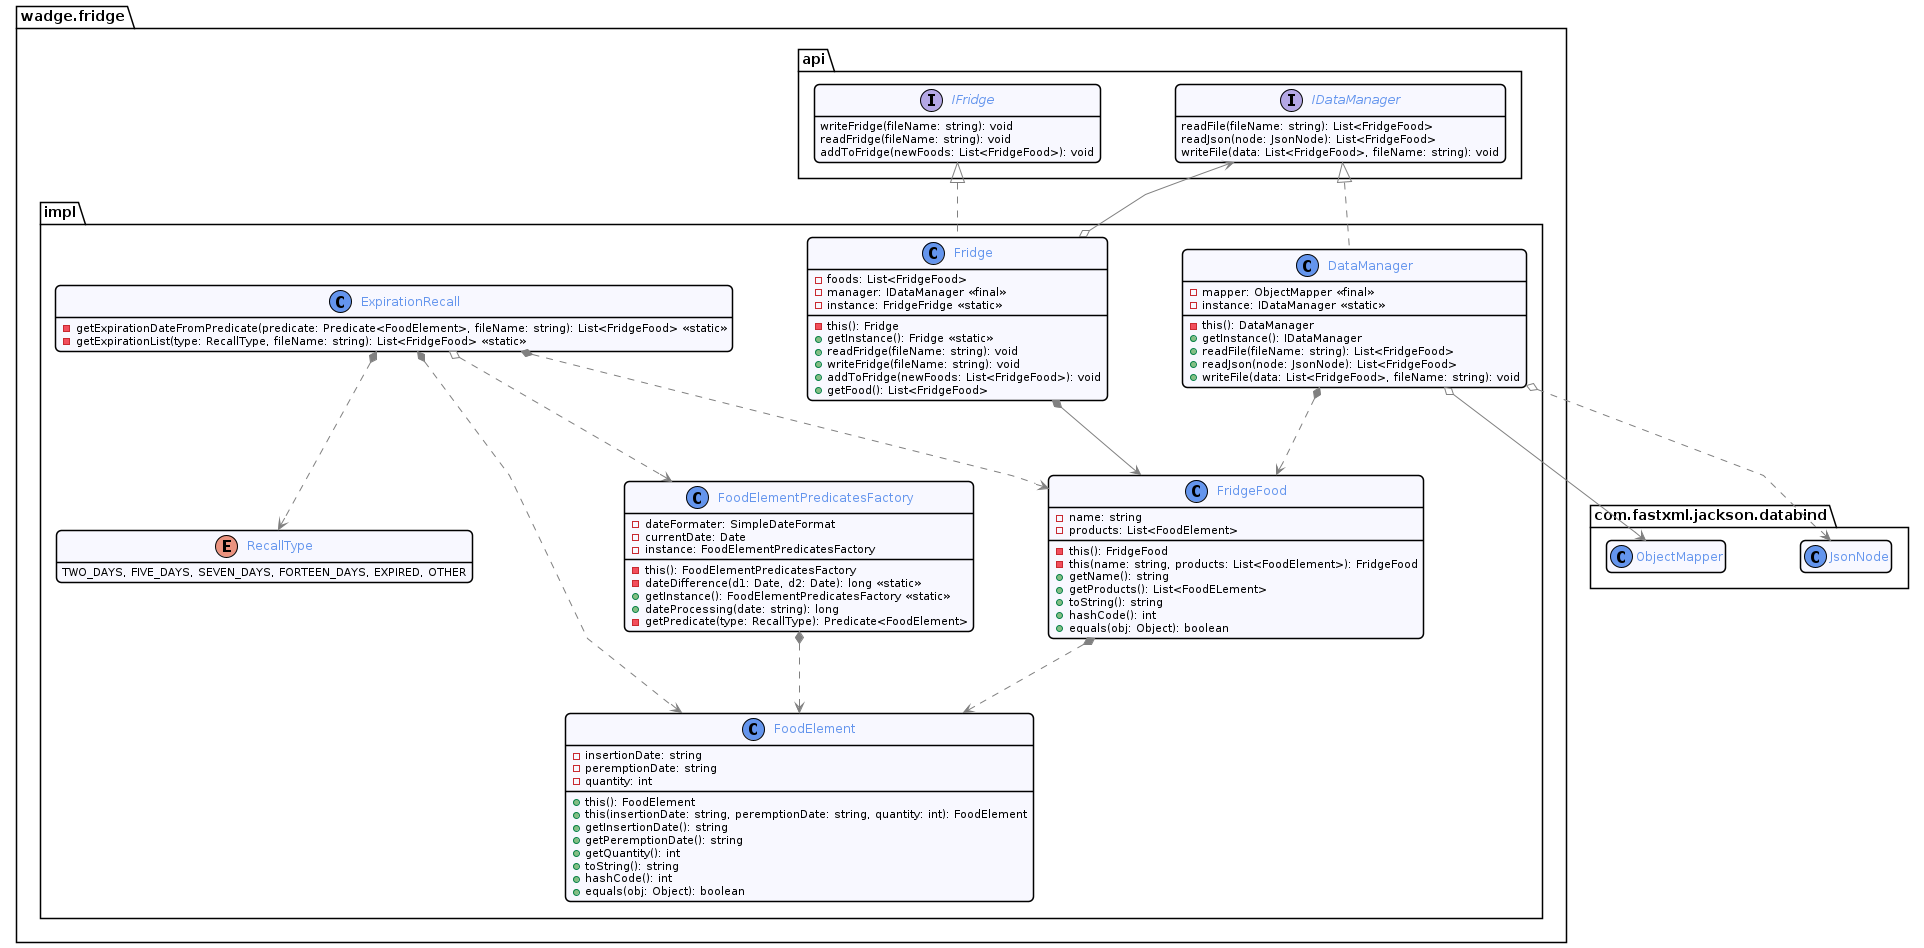 wadge.fridge
api
IFridge
writeFridge(fileName: string): void
readFridge(fileName: string): void
addToFridge(newFoods: List<FridgeFood>): void
IDataManager
readFile(fileName: string): List<FridgeFood>
readJson(node: JsonNode): List<FridgeFood>
writeFile(data: List<FridgeFood>, fileName: string): void
impl
ExpirationRecall
getExpirationDateFromPredicate(predicate: Predicate<FoodElement>, fileName: string): List<FridgeFood> «static»
getExpirationList(type: RecallType, fileName: string): List<FridgeFood> «static»
Fridge
foods: List<FridgeFood>
manager: IDataManager «final»
instance: FridgeFridge «static»
this(): Fridge
getInstance(): Fridge «static»
readFridge(fileName: string): void
writeFridge(fileName: string): void
addToFridge(newFoods: List<FridgeFood>): void
getFood(): List<FridgeFood>
DataManager
mapper: ObjectMapper «final»
instance: IDataManager «static»
this(): DataManager
getInstance(): IDataManager
readFile(fileName: string): List<FridgeFood>
readJson(node: JsonNode): List<FridgeFood>
writeFile(data: List<FridgeFood>, fileName: string): void
RecallType
TWO_DAYS, FIVE_DAYS, SEVEN_DAYS, FORTEEN_DAYS, EXPIRED, OTHER
FoodElementPredicatesFactory
dateFormater: SimpleDateFormat
currentDate: Date
instance: FoodElementPredicatesFactory
this(): FoodElementPredicatesFactory
dateDifference(d1: Date, d2: Date): long «static»
getInstance(): FoodElementPredicatesFactory «static»
dateProcessing(date: string): long
getPredicate(type: RecallType): Predicate<FoodElement>
FridgeFood
name: string
products: List<FoodElement>
this(): FridgeFood
this(name: string, products: List<FoodElement>): FridgeFood
getName(): string
getProducts(): List<FoodELement>
toString(): string
hashCode(): int
equals(obj: Object): boolean
com.fastxml.jackson.databind
ObjectMapper
JsonNode
FoodElement
insertionDate: string
peremptionDate: string
quantity: int
this(): FoodElement
this(insertionDate: string, peremptionDate: string, quantity: int): FoodElement
getInsertionDate(): string
getPeremptionDate(): string
getQuantity(): int
toString(): string
hashCode(): int
equals(obj: Object): boolean